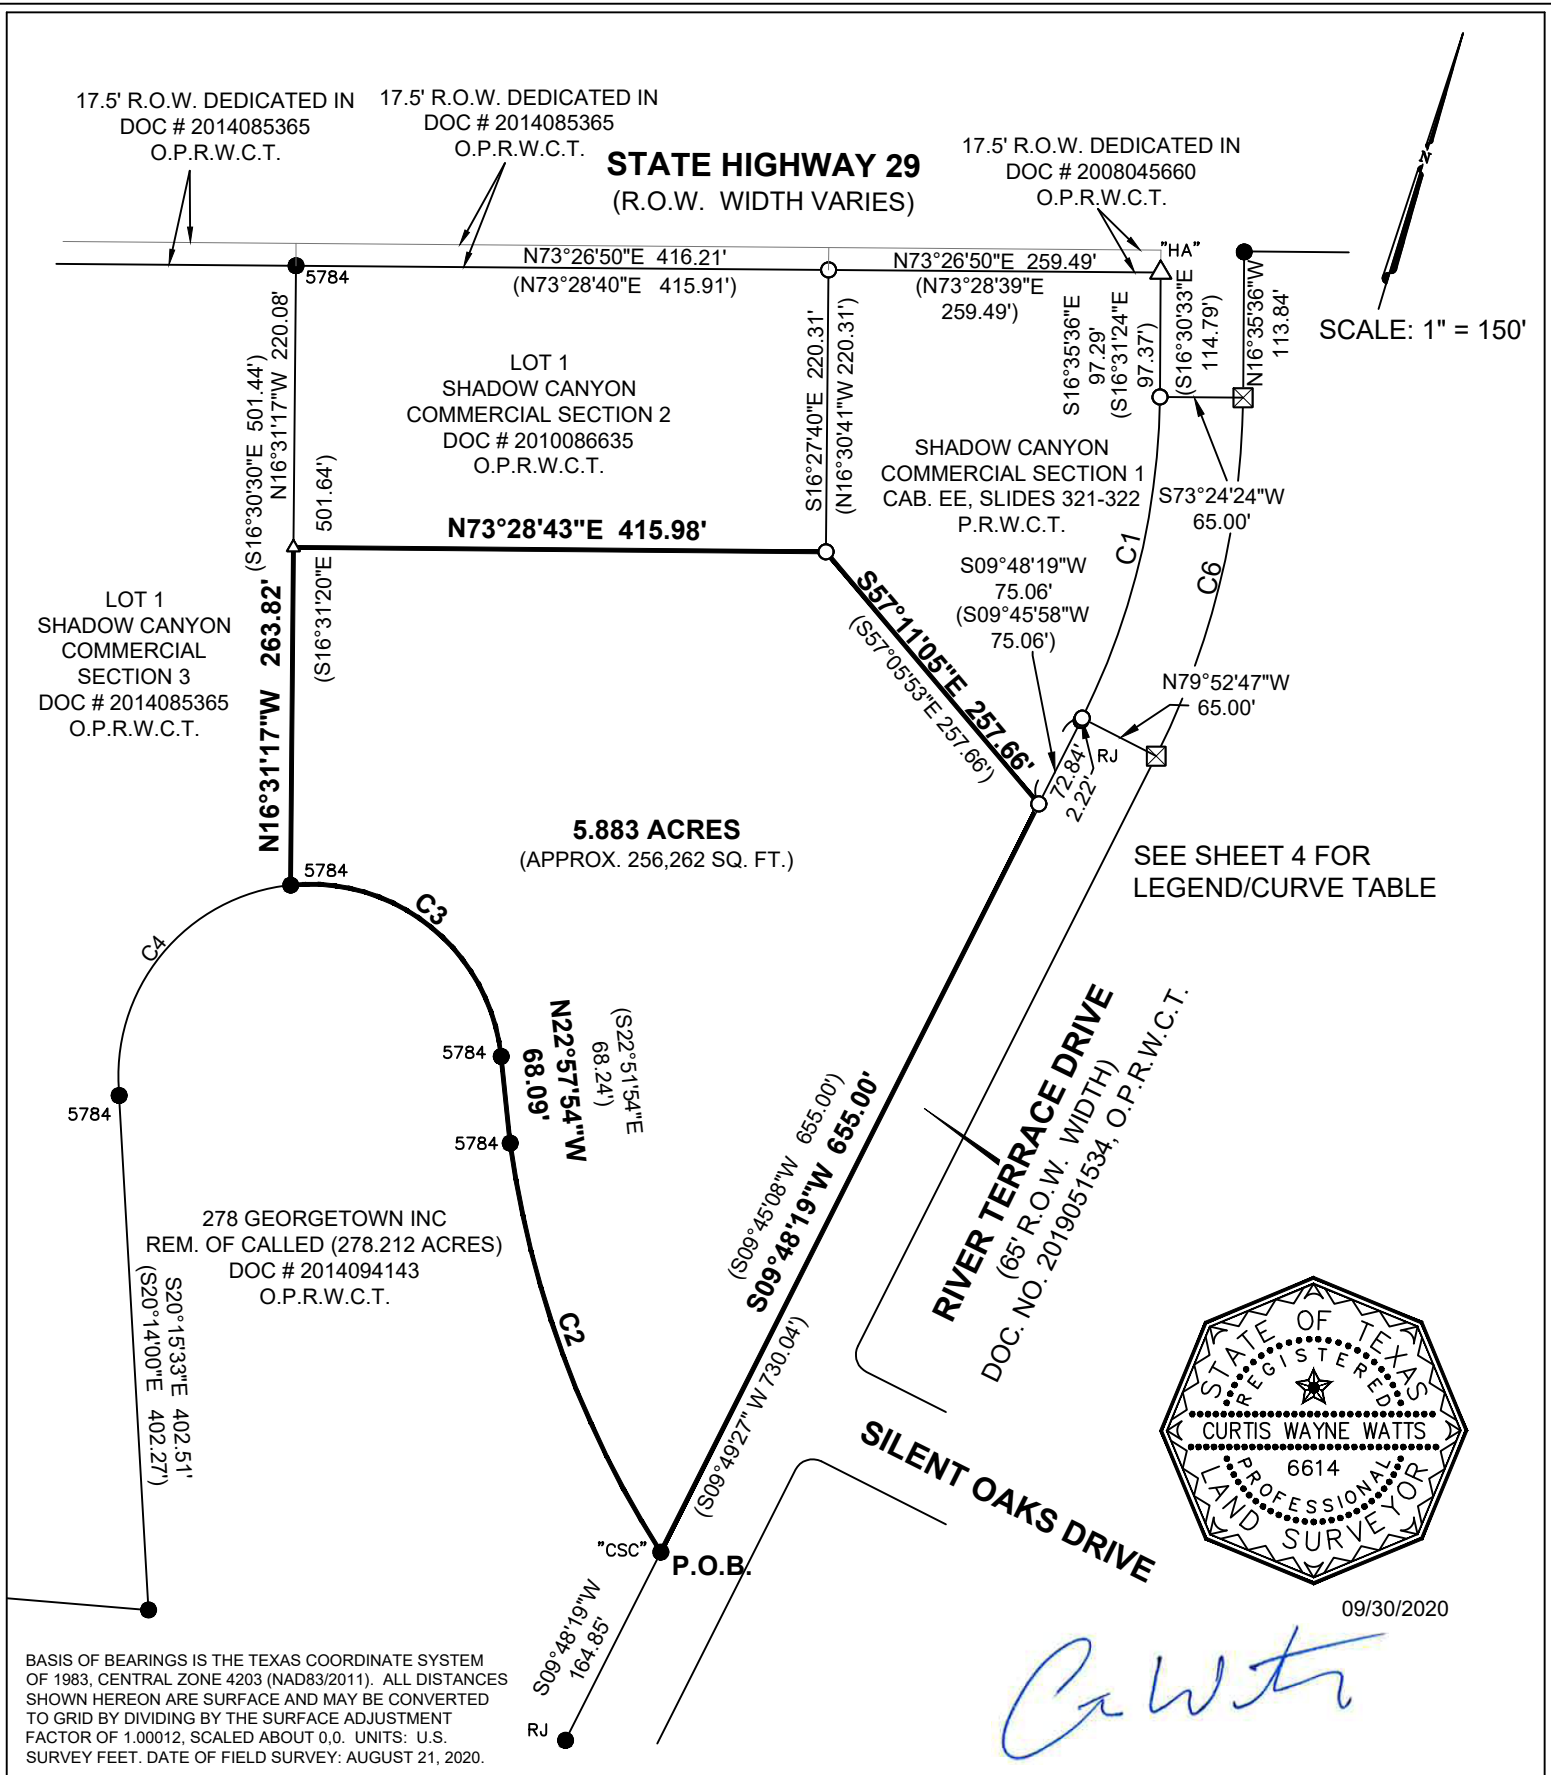 17.5' R.O.W. DEDICATED IN
DOC # 2014085365
O.P.R.W.C.T.
17.5' R.O.W. DEDICATED IN
DOC # 2014085365
O.P.R.W.C.T.
STATE HIGHWAY 29
(R.O.W. WIDTH VARIES)
17.5' R.O.W. DEDICATED IN
DOC # 2008045660
O.P.R.W.C.T.
N
SCALE: 1" = 150'
5784
N73°26'50"E 416.21'
(N73°28'40"E 415.91')
N73°26'50"E 259.49'
(N73°28'39"E
259.49')
"HA"
(S16°30'30"E 501.44')
N16°31'17"W 220.08'
LOT 1
SHADOW CANYON
COMMERCIAL SECTION 2
DOC # 2010086635
O.P.R.W.C.T.
S16°27'40"E 220.31'
(N16°30'41"W 220.31')
S16°35'36"E
97.29'
(S16°31'24"E
97.37')
(S16°30'33"E
114.79')
N16°35'36"W
113.84'
SHADOW CANYON
COMMERCIAL SECTION 1
CAB. EE, SLIDES 321-322
P.R.W.C.T.
S73°24'24"W
65.00'
C1
C6
N73°28'43"E 415.98'
(S16°31'20"E 501.64')
LOT 1
SHADOW CANYON
COMMERCIAL
SECTION 3
DOC # 2014085365
O.P.R.W.C.T.
N16°31'17"W 263.82'
S57°11'05"E 257.66'
(S57°05'53"E 257.66')
S09°48'19"W
75.06'
(S09°45'58"W
75.06')
N79°52'47"W
65.00'
RJ
(72.84'
2.22'
5.883 ACRES
(APPROX. 256,262 SQ. FT.)
SEE SHEET 4 FOR
LEGEND/CURVE TABLE
5784
C3
C4
5784
5784
5784
N22°57'54"W
68.09'
(S22°51'54"E
68.24')
278 GEORGETOWN INC
REM. OF CALLED (278.212 ACRES)
DOC # 2014094143
O.P.R.W.C.T.
S20°15'33"E 402.51'
(S20°14'00"E 402.27')
C2
(S09°45'08"W 655.00')
S09°48'19"W 655.00'
(S09°49'27" W 730.04')
RIVER TERRACE DRIVE
(65' R.O.W. WIDTH)
DOC. NO. 2019051534, O.P.R.W.C.T.
SILENT OAKS DRIVE
"CSC"
P.O.B.
S09°48'19"W
164.85'
RJ
STATE OF TEXAS
REGISTERED
CURTIS WAYNE WATTS
6614
PROFESSIONAL
LAND SURVEYOR
09/30/2020
BASIS OF BEARINGS IS THE TEXAS COORDINATE SYSTEM
OF 1983, CENTRAL ZONE 4203 (NAD83/2011). ALL DISTANCES
SHOWN HEREON ARE SURFACE AND MAY BE CONVERTED
TO GRID BY DIVIDING BY THE SURFACE ADJUSTMENT
FACTOR OF 1.00012, SCALED ABOUT 0,0. UNITS: U.S.
SURVEY FEET. DATE OF FIELD SURVEY: AUGUST 21, 2020.